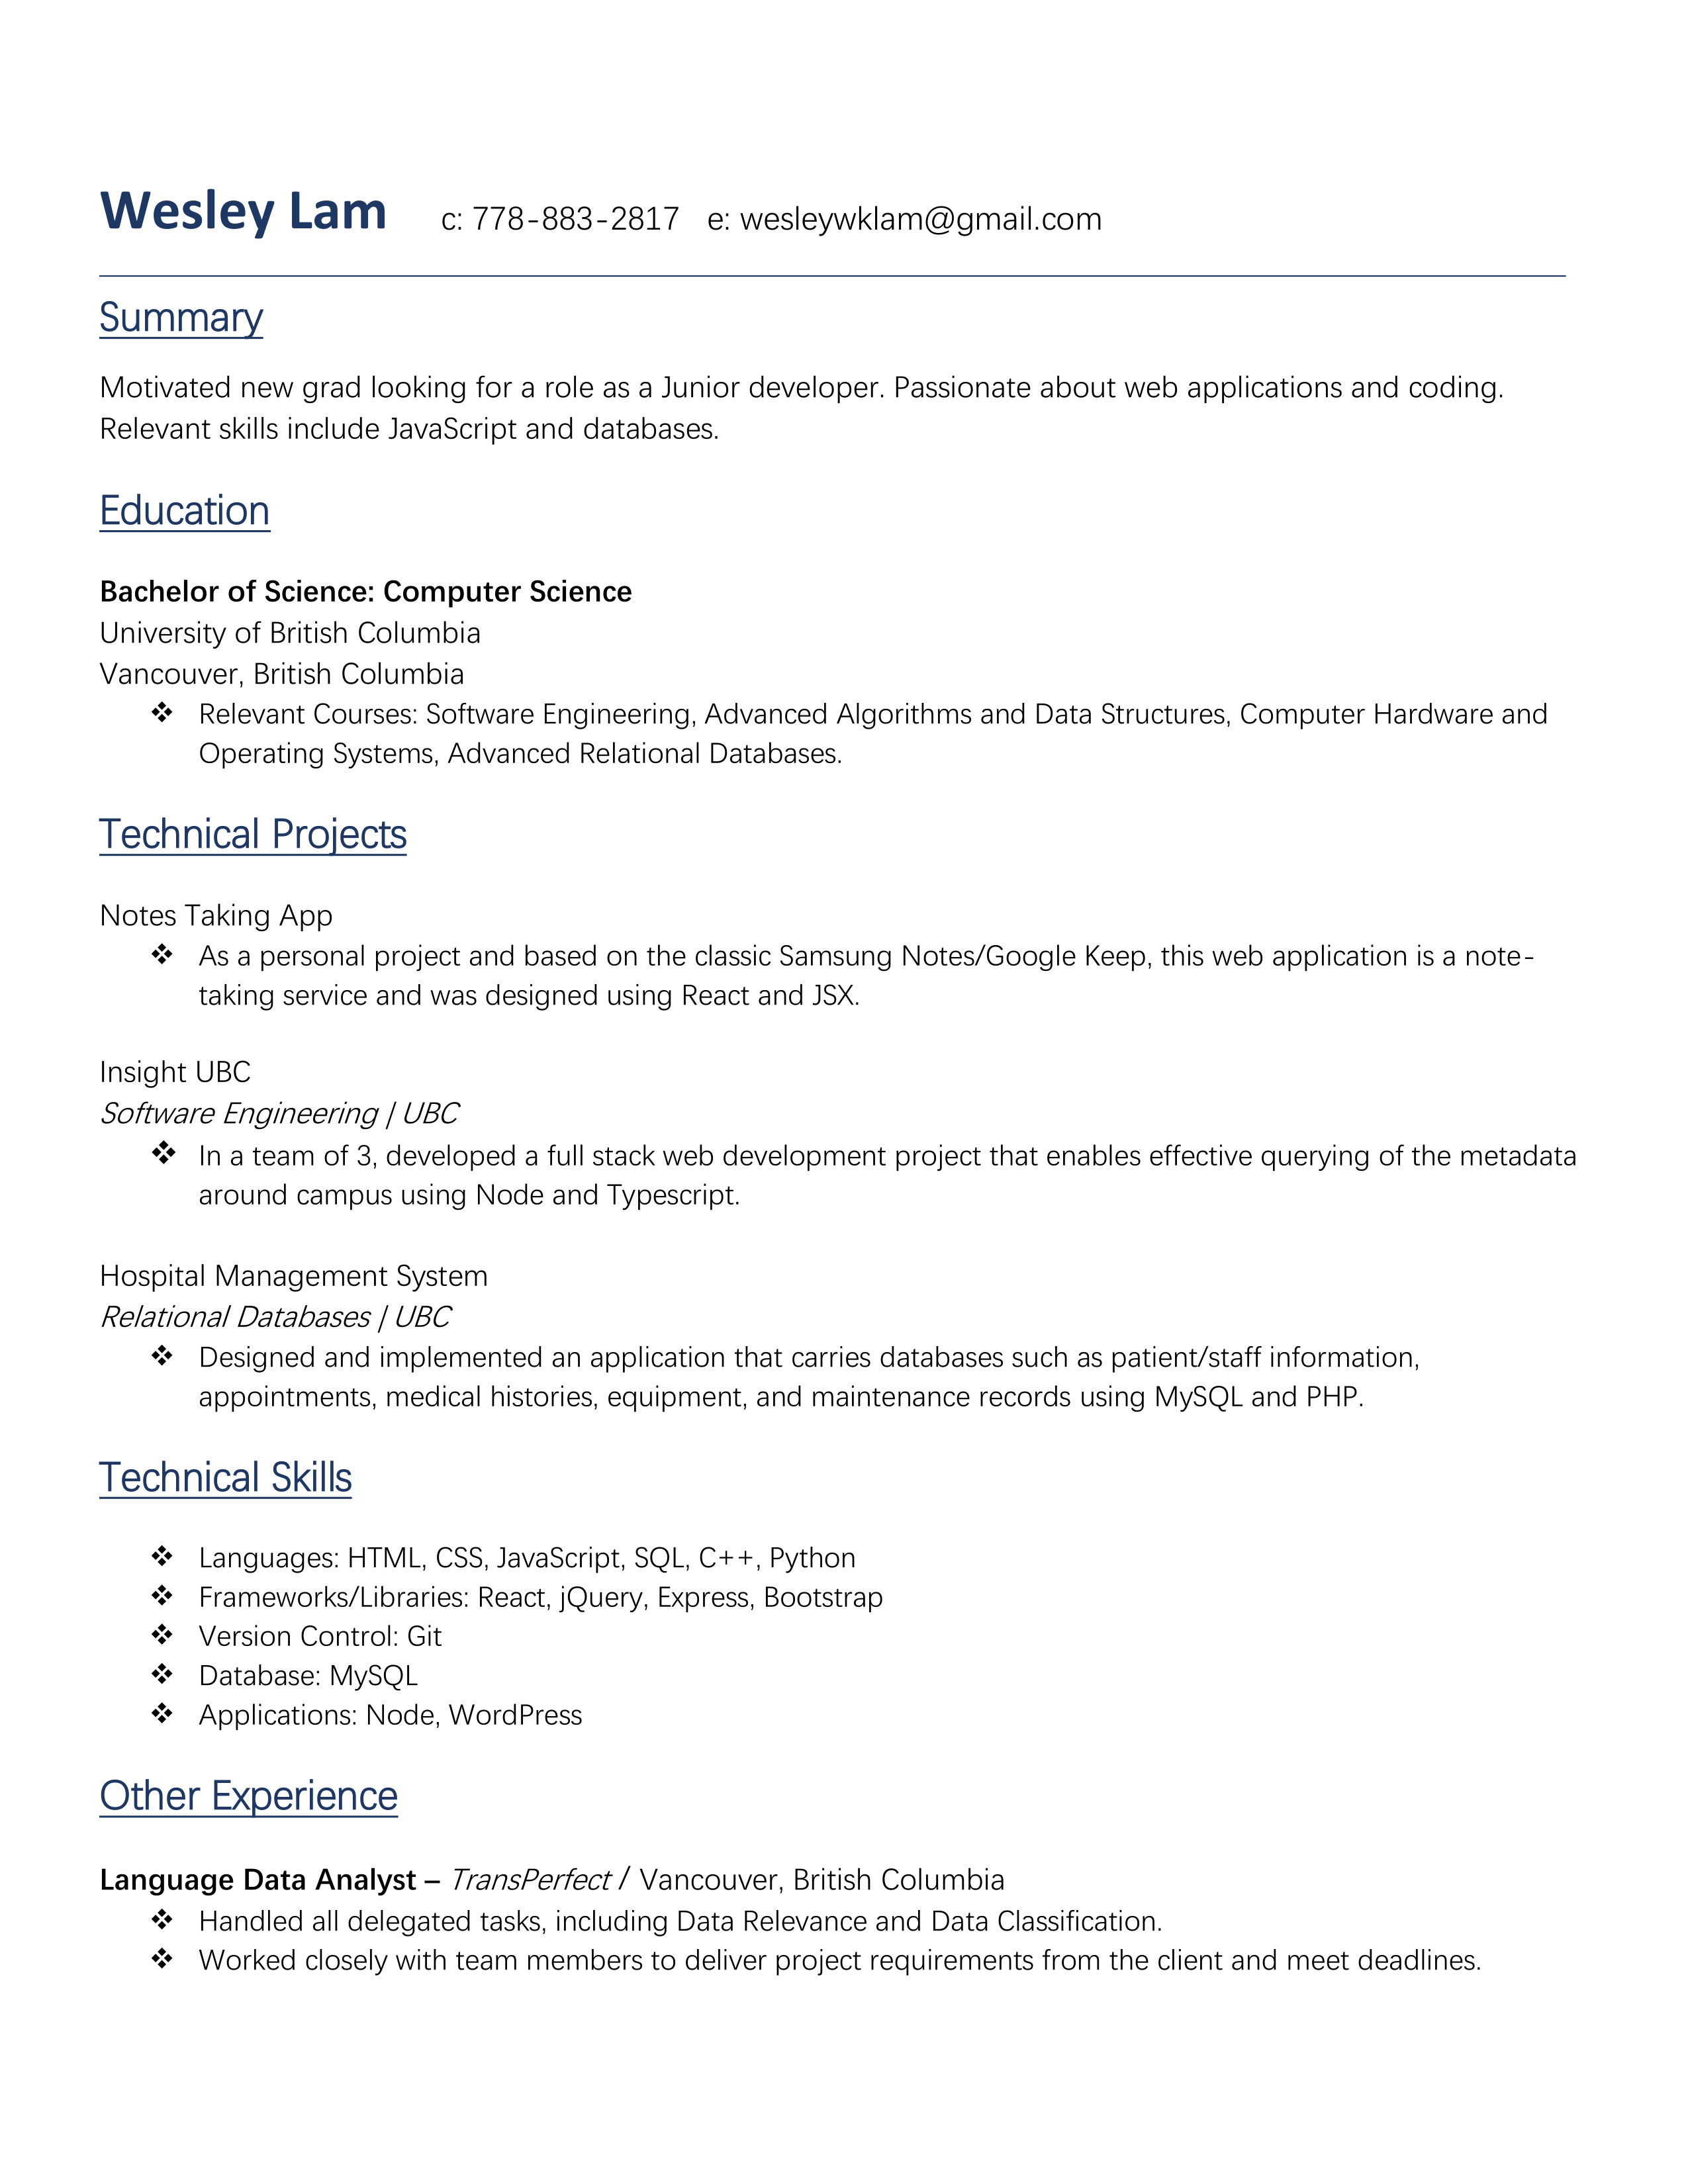 Wesley Lam c: 778-883-2817 e: wesleywklam@gmail.com
Summary
Motivated new grad looking for a role as a Junior developer. Passionate about web applications and coding.
Relevant skills include JavaScript and databases.
Education
Bachelor of Science: Computer Science
University of British Columbia
Vancouver, British Columbia
❖ Relevant Courses: Software Engineering, Advanced Algorithms and Data Structures, Computer Hardware and
Operating Systems, Advanced Relational Databases.
Technical Projects
Notes Taking App
❖ As a personal project and based on the classic Samsung Notes/Google Keep, this web application is a note-
taking service and was designed using React and JSX.
Insight UBC
Software Engineering | UBC
❖ In a team of 3, developed a full stack web development project that enables effective querying of the metadata
around campus using Node and Typescript.
Hospital Management System
Relational Databases | UBC
❖ Designed and implemented an application that carries databases such as patient/staff information,
appointments, medical histories, equipment, and maintenance records using MySQL and PHP.
Technical Skills
❖ Languages: HTML, CSS, JavaScript, SQL, C++, Python
❖ Frameworks/Libraries: React, jQuery, Express, Bootstrap
❖ Version Control: Git
❖ Database: MySQL
❖ Applications: Node, WordPress
Other Experience
Language Data Analyst – TransPerfect / Vancouver, British Columbia
❖ Handled all delegated tasks, including Data Relevance and Data Classification.
❖ Worked closely with team members to deliver project requirements from the client and meet deadlines.